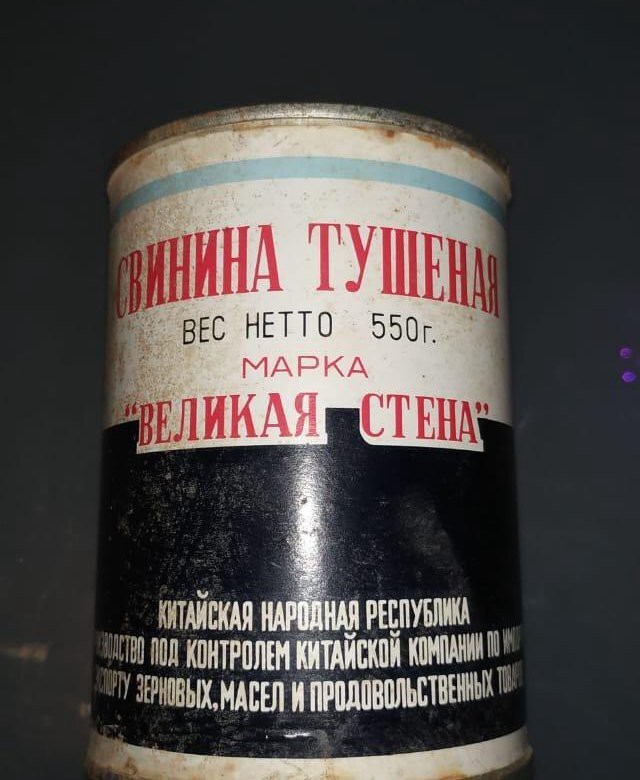 СВИНИНА ТУШЕНАЯ
ВЕС НЕТТО 550г.
МАРКА
"ВЕЛИКАЯ СТЕНА"
КИТАЙСКАЯ НАРОДНАЯ РЕСПУБЛИКА
ПОД КОНТРОЛЕМ КИТАЙСКОЙ КОМПАНИИ ПО
ЗЕРНОВЫХ, МАСЕЛ И ПРОДОВОЛЬСТВЕННЫХ